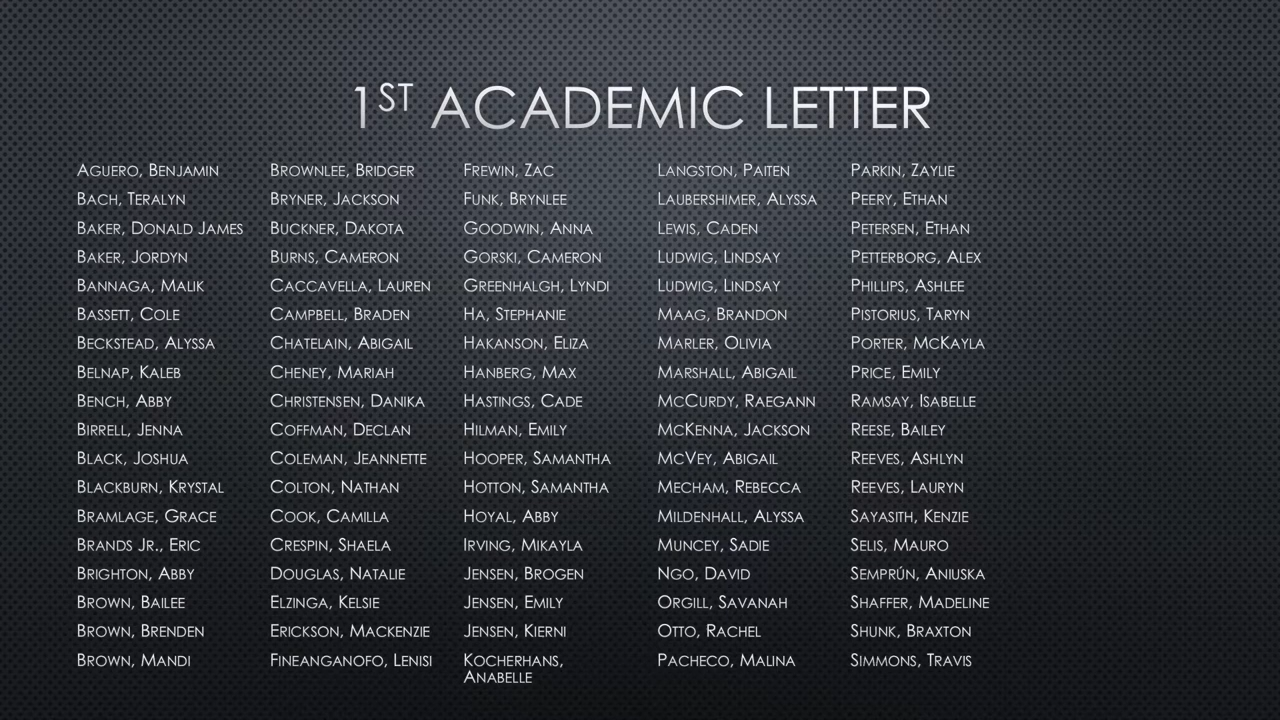 1ST ACADEMIC LETTER
AGUERO, BENJAMIN
BACH, TERALYN
BAKER, DONALD JAMES
BAKER, JORDYN
BANNAGA, MALIK
BASSETT, COLE
BECKSTEAD, ALYSSA
BELNAP, KALEB
BENCH, ABBY
BIRRELL, JENNA
BLACK, JOSHUA
BLACKBURN, KRYSTAL
BRAMLAGE, GRACE
BRANDS JR., ERIC
BRIGHTON, ABBY
BROWN, BAILEE
BROWN, BRENDEN
BROWN, MANDI
BROWNLEE, BRIDGER
BRYNER, JACKSON
BUCKNER, DAKOTA
BURNS, CAMERON
CACCAVELLA, LAUREN
CAMPBELL, BRADEN
CHATELAIN, ABIGAIL
CHENEY, MARIAH
CHRISTENSEN, DANIKA
COFFMAN, DECLAN
COLEMAN, JEANNETTE
COLTON, NATHAN
COOK, CAMILLA
CRESPIN, SHAELA
DOUGLAS, NATALIE
ELZINGA, KELSIE
ERICKSON, MACKENZIE
FINEANGANOFO, LENISI
FREWIN, ZAC
FUNK, BRYNLEE
GOODWIN, ANNA
GORSKI, CAMERON
GREENHALGH, LYNDI
HA, STEPHANIE
HAKANSON, ELIZA
HANBERG, MAX
HASTINGS, CADE
HILMAN, EMILY
HOOPER, SAMANTHA
HOTTON, SAMANTHA
HOYAL, ABBY
IRVING, MIKAYLA
JENSEN, BROGEN
JENSEN, EMILY
JENSEN, KIERNI
KOCHERHANS,
ANABELLE
LANGSTON, PAITEN
LAUBERSHIMER, ALYSSA
LEWIS, CADEN
LUDWIG, LINDSAY
LUDWIG, LINDSAY
MAAG, BRANDON
MARLER, OLIVIA
MARSHALL, ABIGAIL
MCCURDY, RAEGANN
MCKENNA, JACKSON
MCVEY, ABIGAIL
MECHAM, REBECCA
MILDENHALL, ALYSSA
MUNCEY, SADIE
NGO, DAVID
ORGILL, SAVANAH
OTTO, RACHEL
PACHECO, MALINA
PARKIN, ZAYLIE
PEERY, ETHAN
PETERSEN, ETHAN
PETTERBORG, ALEX
PHILLIPS, ASHLEE
PISTORIUS, TARYN
PORTER, MCKAYLA
PRICE, EMILY
RAMSAY, ISABELLE
REESE, BAILEY
REEVES, ASHLYN
REEVES, LAURYN
SAYASITH, KENZIE
SELIS, MAURO
SEMPRÚN, ANIUSKA
SHAFFER, MADELINE
SHUNK, BRAXTON
SIMMONS, TRAVIS